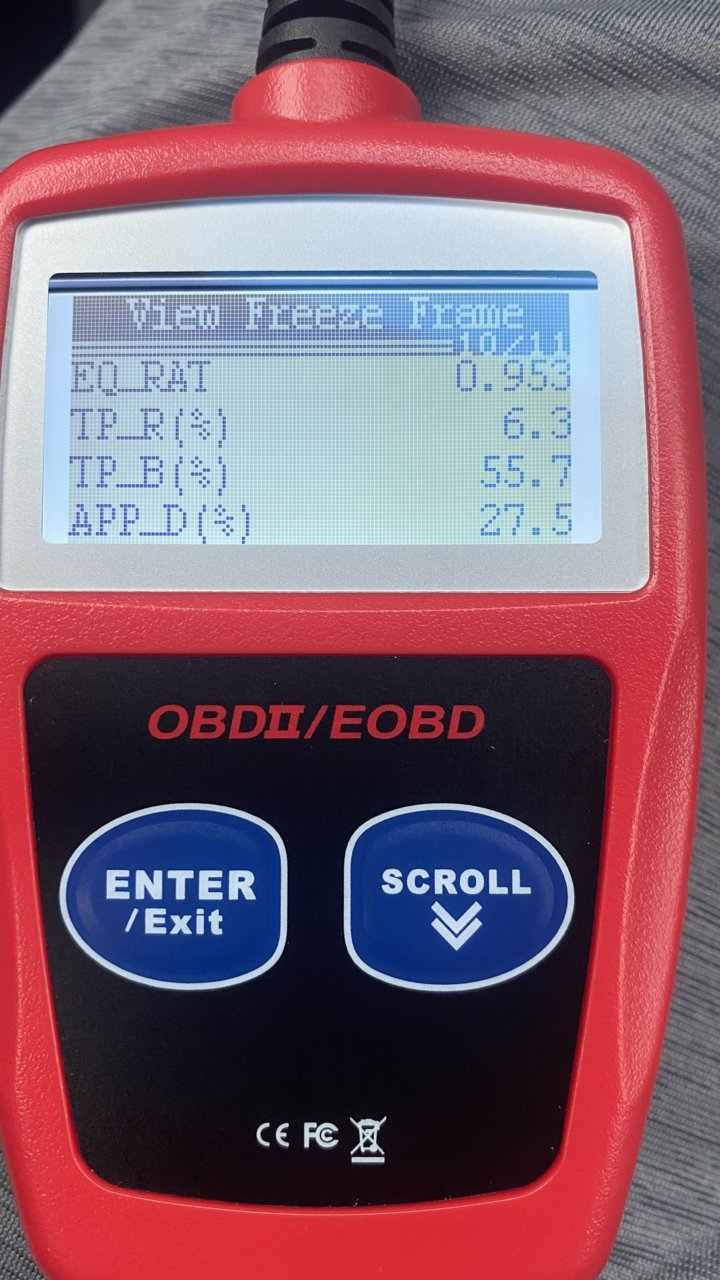 View Freeze Frame
10/11
EQ_RAT 0.953
TP_R(%) 6.3
TP_B(%) 55.7
APP_D(%) 27.5
OBDII/EOBD
ENTER
/Exit
SCROLL
CE FC